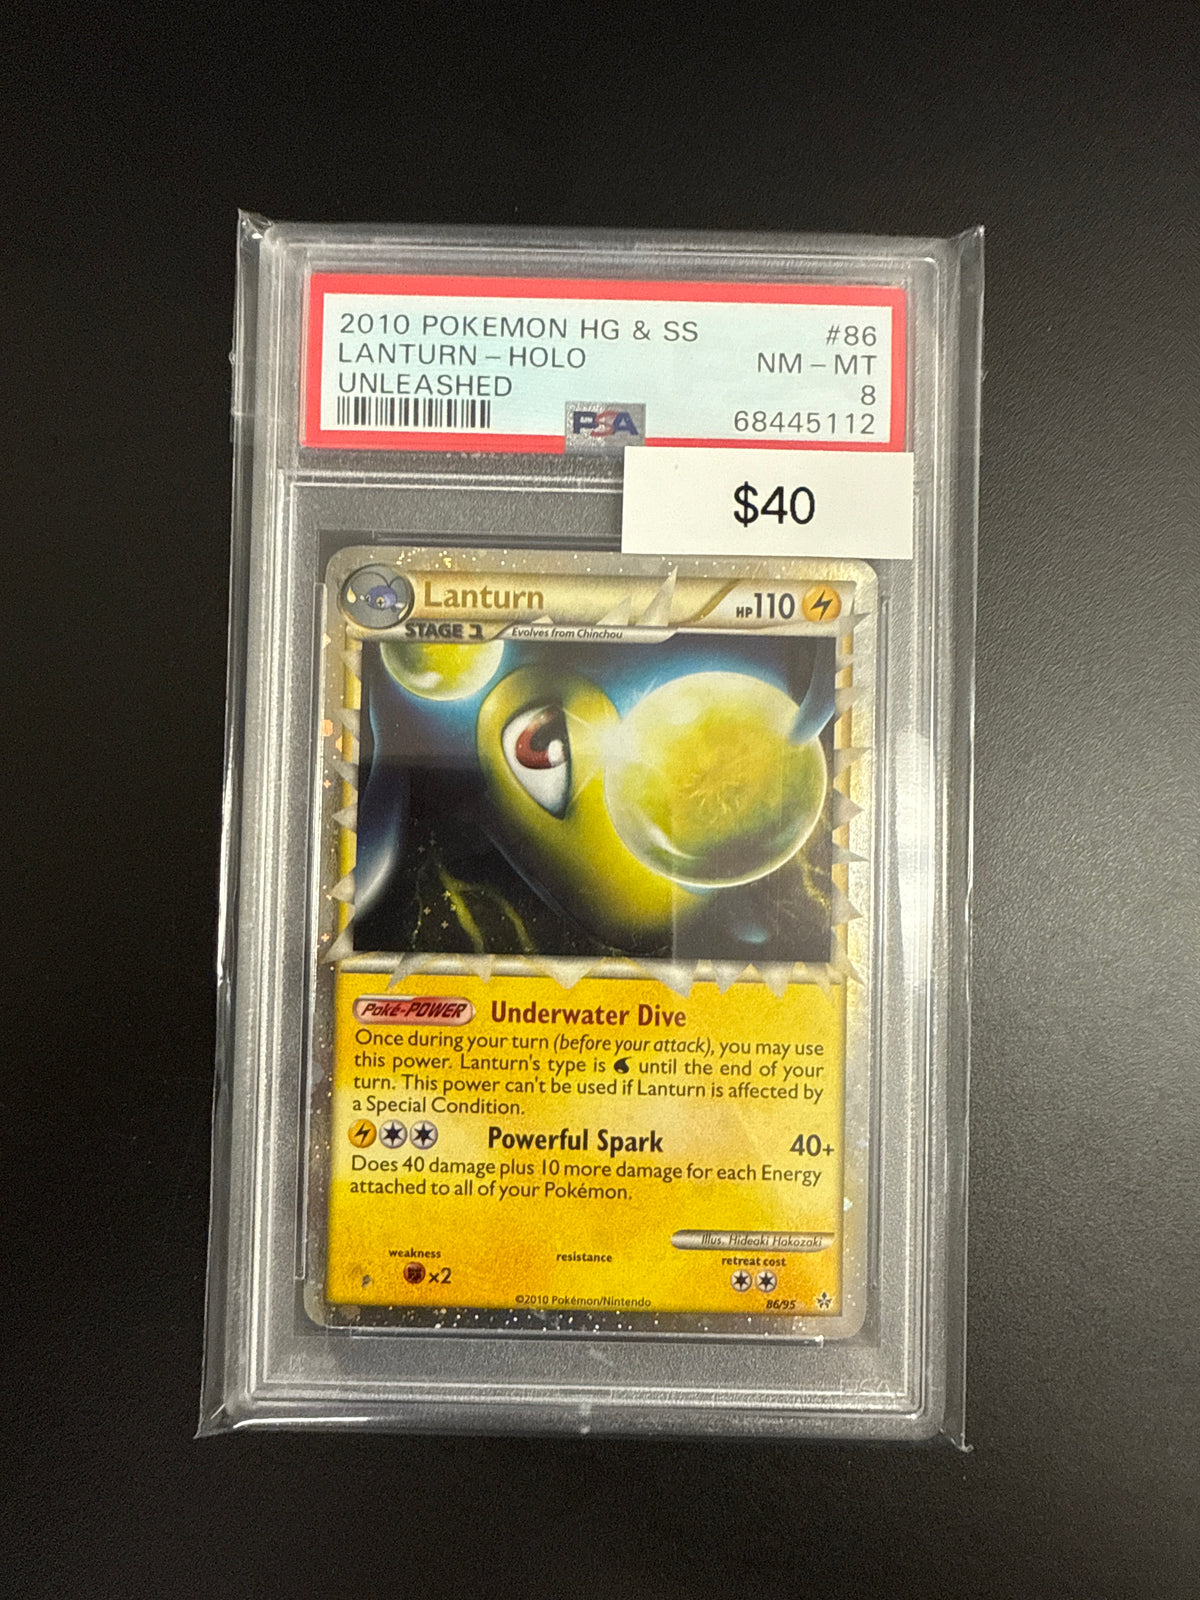 2010 POKEMON HG & SS #86
LANTURN - HOLO NM - MT
UNLEASHED 8
PSA 68445112
$40
Lanturn HP110
STAGE 1 Evolves from Chinchou
Poké-POWER Underwater Dive
Once during your turn (before your attack), you may use
this power. Lanturn's type is until the end of your
turn. This power can't be used if Lanturn is affected by
a Special Condition.
Powerful Spark 40+
Does 40 damage plus 10 more damage for each Energy
attached to all of your Pokémon.
Illus. Hideaki Hakozaki
weakness resistance retreat cost
x2
©2010 Pokémon/Nintendo 86/95